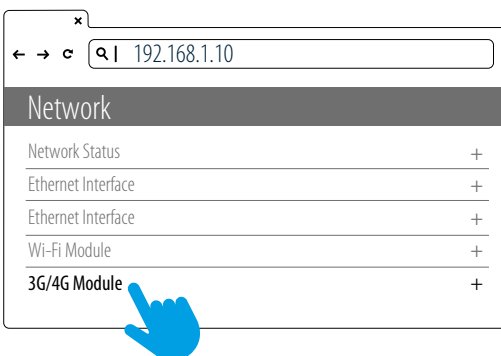 192.168.1.10
Network
Network Status +
Ethernet Interface +
Ethernet Interface +
Wi-Fi Module +
3G/4G Module +